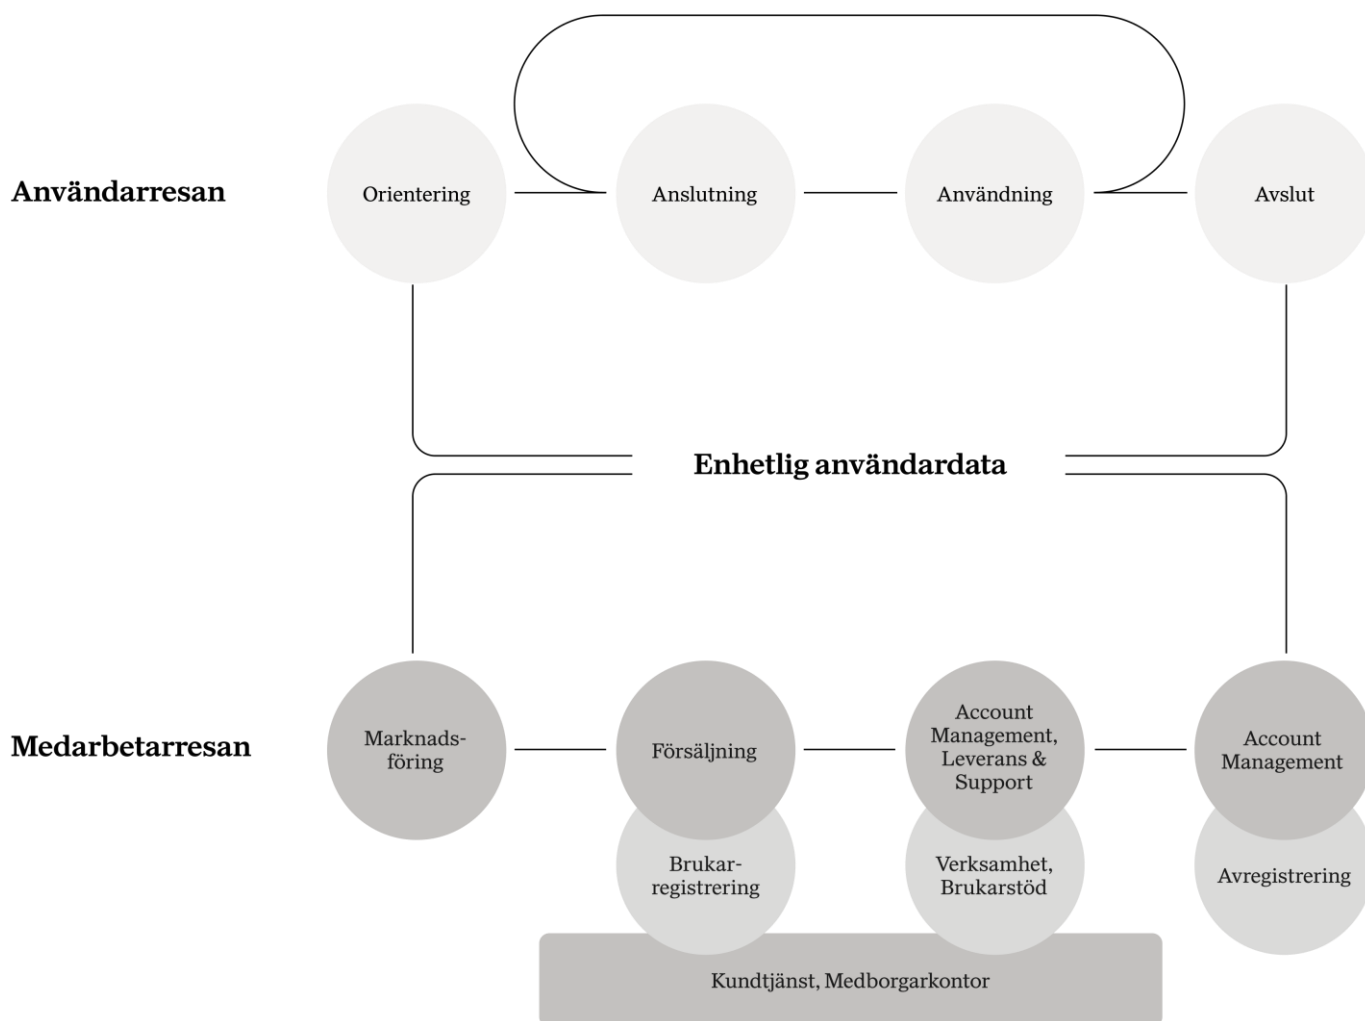 Användarresan
Orientering
Anslutning
Användning
Avslut
Enhetlig användardata
Medarbetarresan
Marknads-
föring
Försäljning
Account
Management,
Leverans &
Support
Account
Management
Brukar-
registrering
Verksamhet,
Brukarstöd
Avregistrering
Kundtjänst, Medborgarkontor